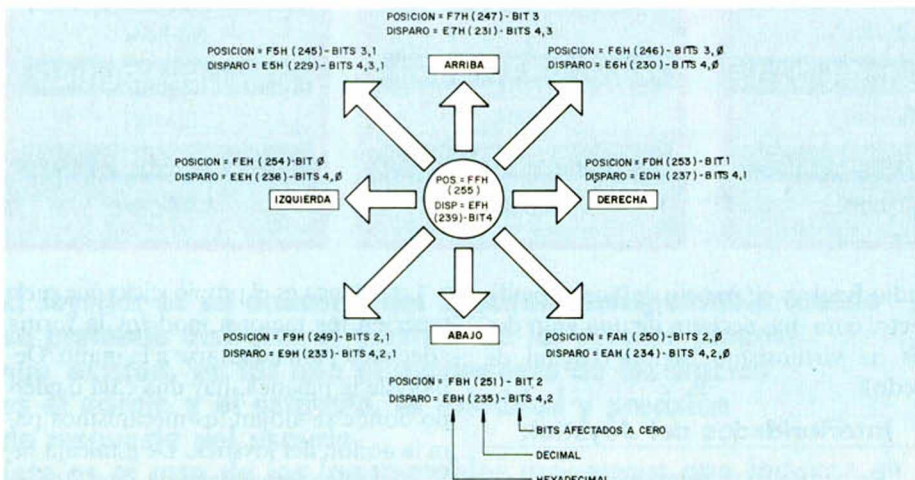 POSICION = F7H (247) - BIT 3
DISPARO = E7H (231) - BITS 4,3
POSICION = F5H (245) - BITS 3,1
DISPARO = E5H (229) - BITS 4,3,1
ARRIBA
POSICION = F6H (246) - BITS 3,Ø
DISPARO = E6H (230) - BITS 4,Ø
POSICION = FEH (254) - BIT Ø
DISPARO = EEH (238) - BITS 4,Ø
IZQUIERDA
POS = FFH
(255)
DISP = EFH
(239)-BIT4
POSICION = FDH (253) - BIT 1
DISPARO = EDH (237) - BITS 4,1
DERECHA
POSICION = F9H (249) - BITS 2,1
DISPARO = E9H (233) - BITS 4,2,1
ABAJO
POSICION = FAH (250) - BITS 2,Ø
DISPARO = EAH (234) - BITS 4,2,Ø
POSICION = FBH (251) - BIT 2
DISPARO = EBH (235) - BITS 4,2
BITS AFECTADOS A CERO
DECIMAL
HEXADECIMAL